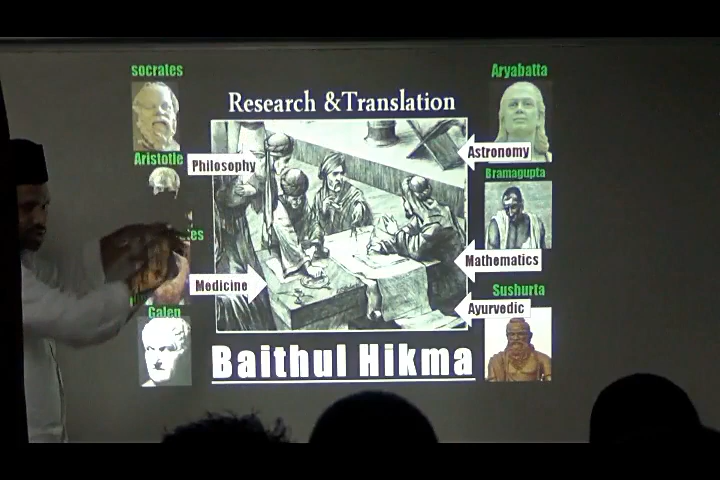 socrates
Aryabatta
Research &Translation
Aristotle
Philosophy
Astronomy
Bramagupta
Mathematics
Medicine
Sushurta
Ayurvedic
Galen
Baithul Hikma